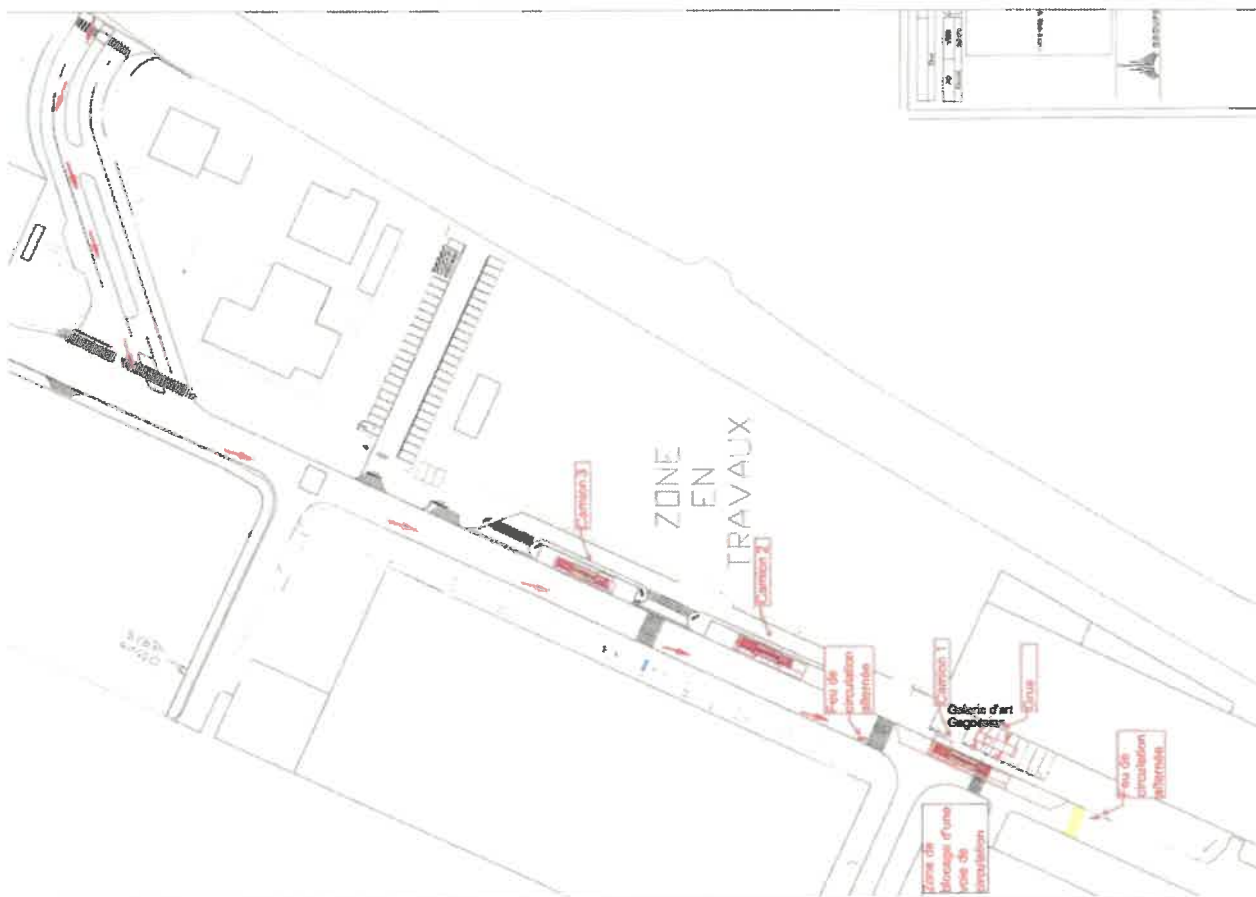 ZONE
EN
TRAVAUX
Camion 3
Camion 2
Feu de
circulation
alternée
Camion 1
Galerie d'art
Grue
Feu de
circulation
alternée
Zone de
blocage d'une
voie de
circulation